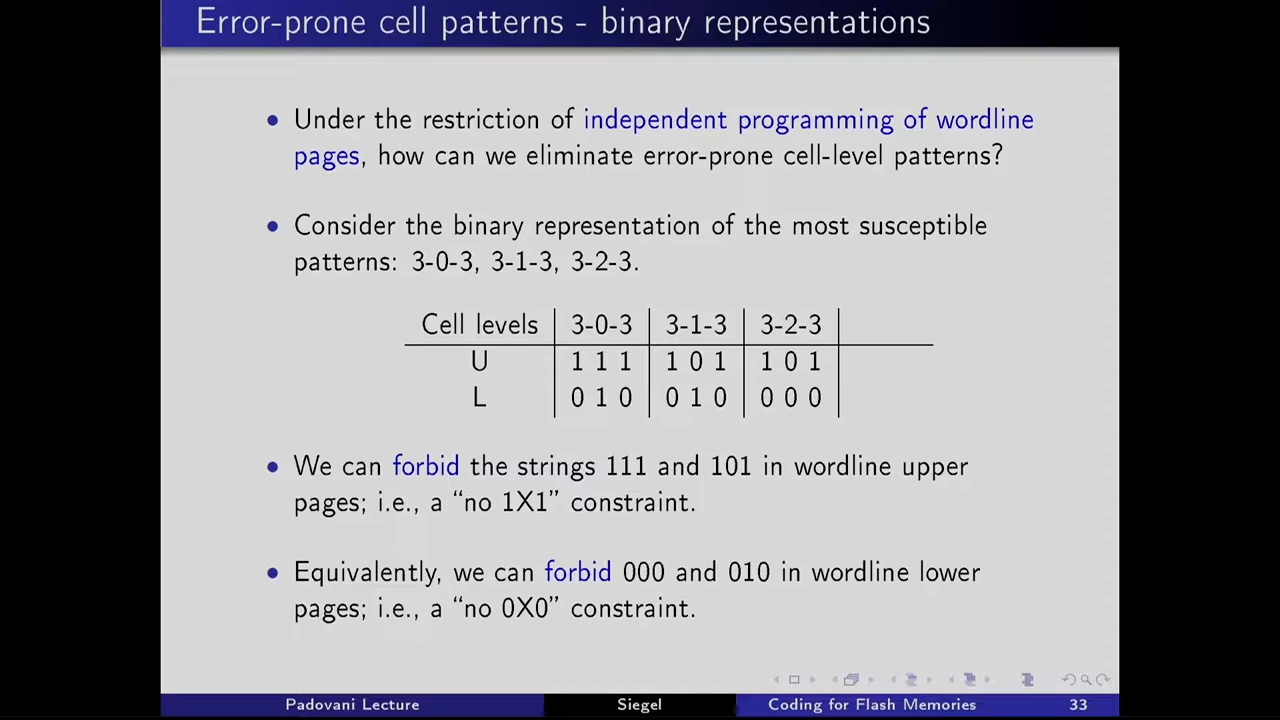 Error-prone cell patterns - binary representations
• Under the restriction of independent programming of wordline
pages, how can we eliminate error-prone cell-level patterns?
• Consider the binary representation of the most susceptible
patterns: 3-0-3, 3-1-3, 3-2-3.
Cell levels 3-0-3 3-1-3 3-2-3
U 1 1 1 1 0 1 1 0 1
L 0 1 0 0 1 0 0 0 0
• We can forbid the strings 111 and 101 in wordline upper
pages; i.e., a “no 1X1” constraint.
• Equivalently, we can forbid 000 and 010 in wordline lower
pages; i.e., a “no 0X0” constraint.
Padovani Lecture Siegel Coding for Flash Memories 33